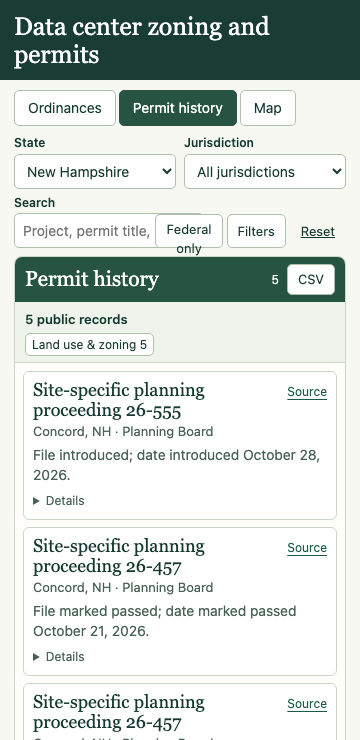 Data center zoning and
permits
Ordinances
Permit history
Map
State
Jurisdiction
New Hampshire
All jurisdictions
Search
Project, permit title,
Federal
only
Filters
Reset
Permit history
5
CSV
5 public records
Land use & zoning 5
Site-specific planning
proceeding 26-555
Source
Concord, NH · Planning Board
File introduced; date introduced October 28,
2026.
Details
Site-specific planning
proceeding 26-457
Source
Concord, NH · Planning Board
File marked passed; date marked passed
October 21, 2026.
Details
Site-specific planning
proceeding 26-457
Source